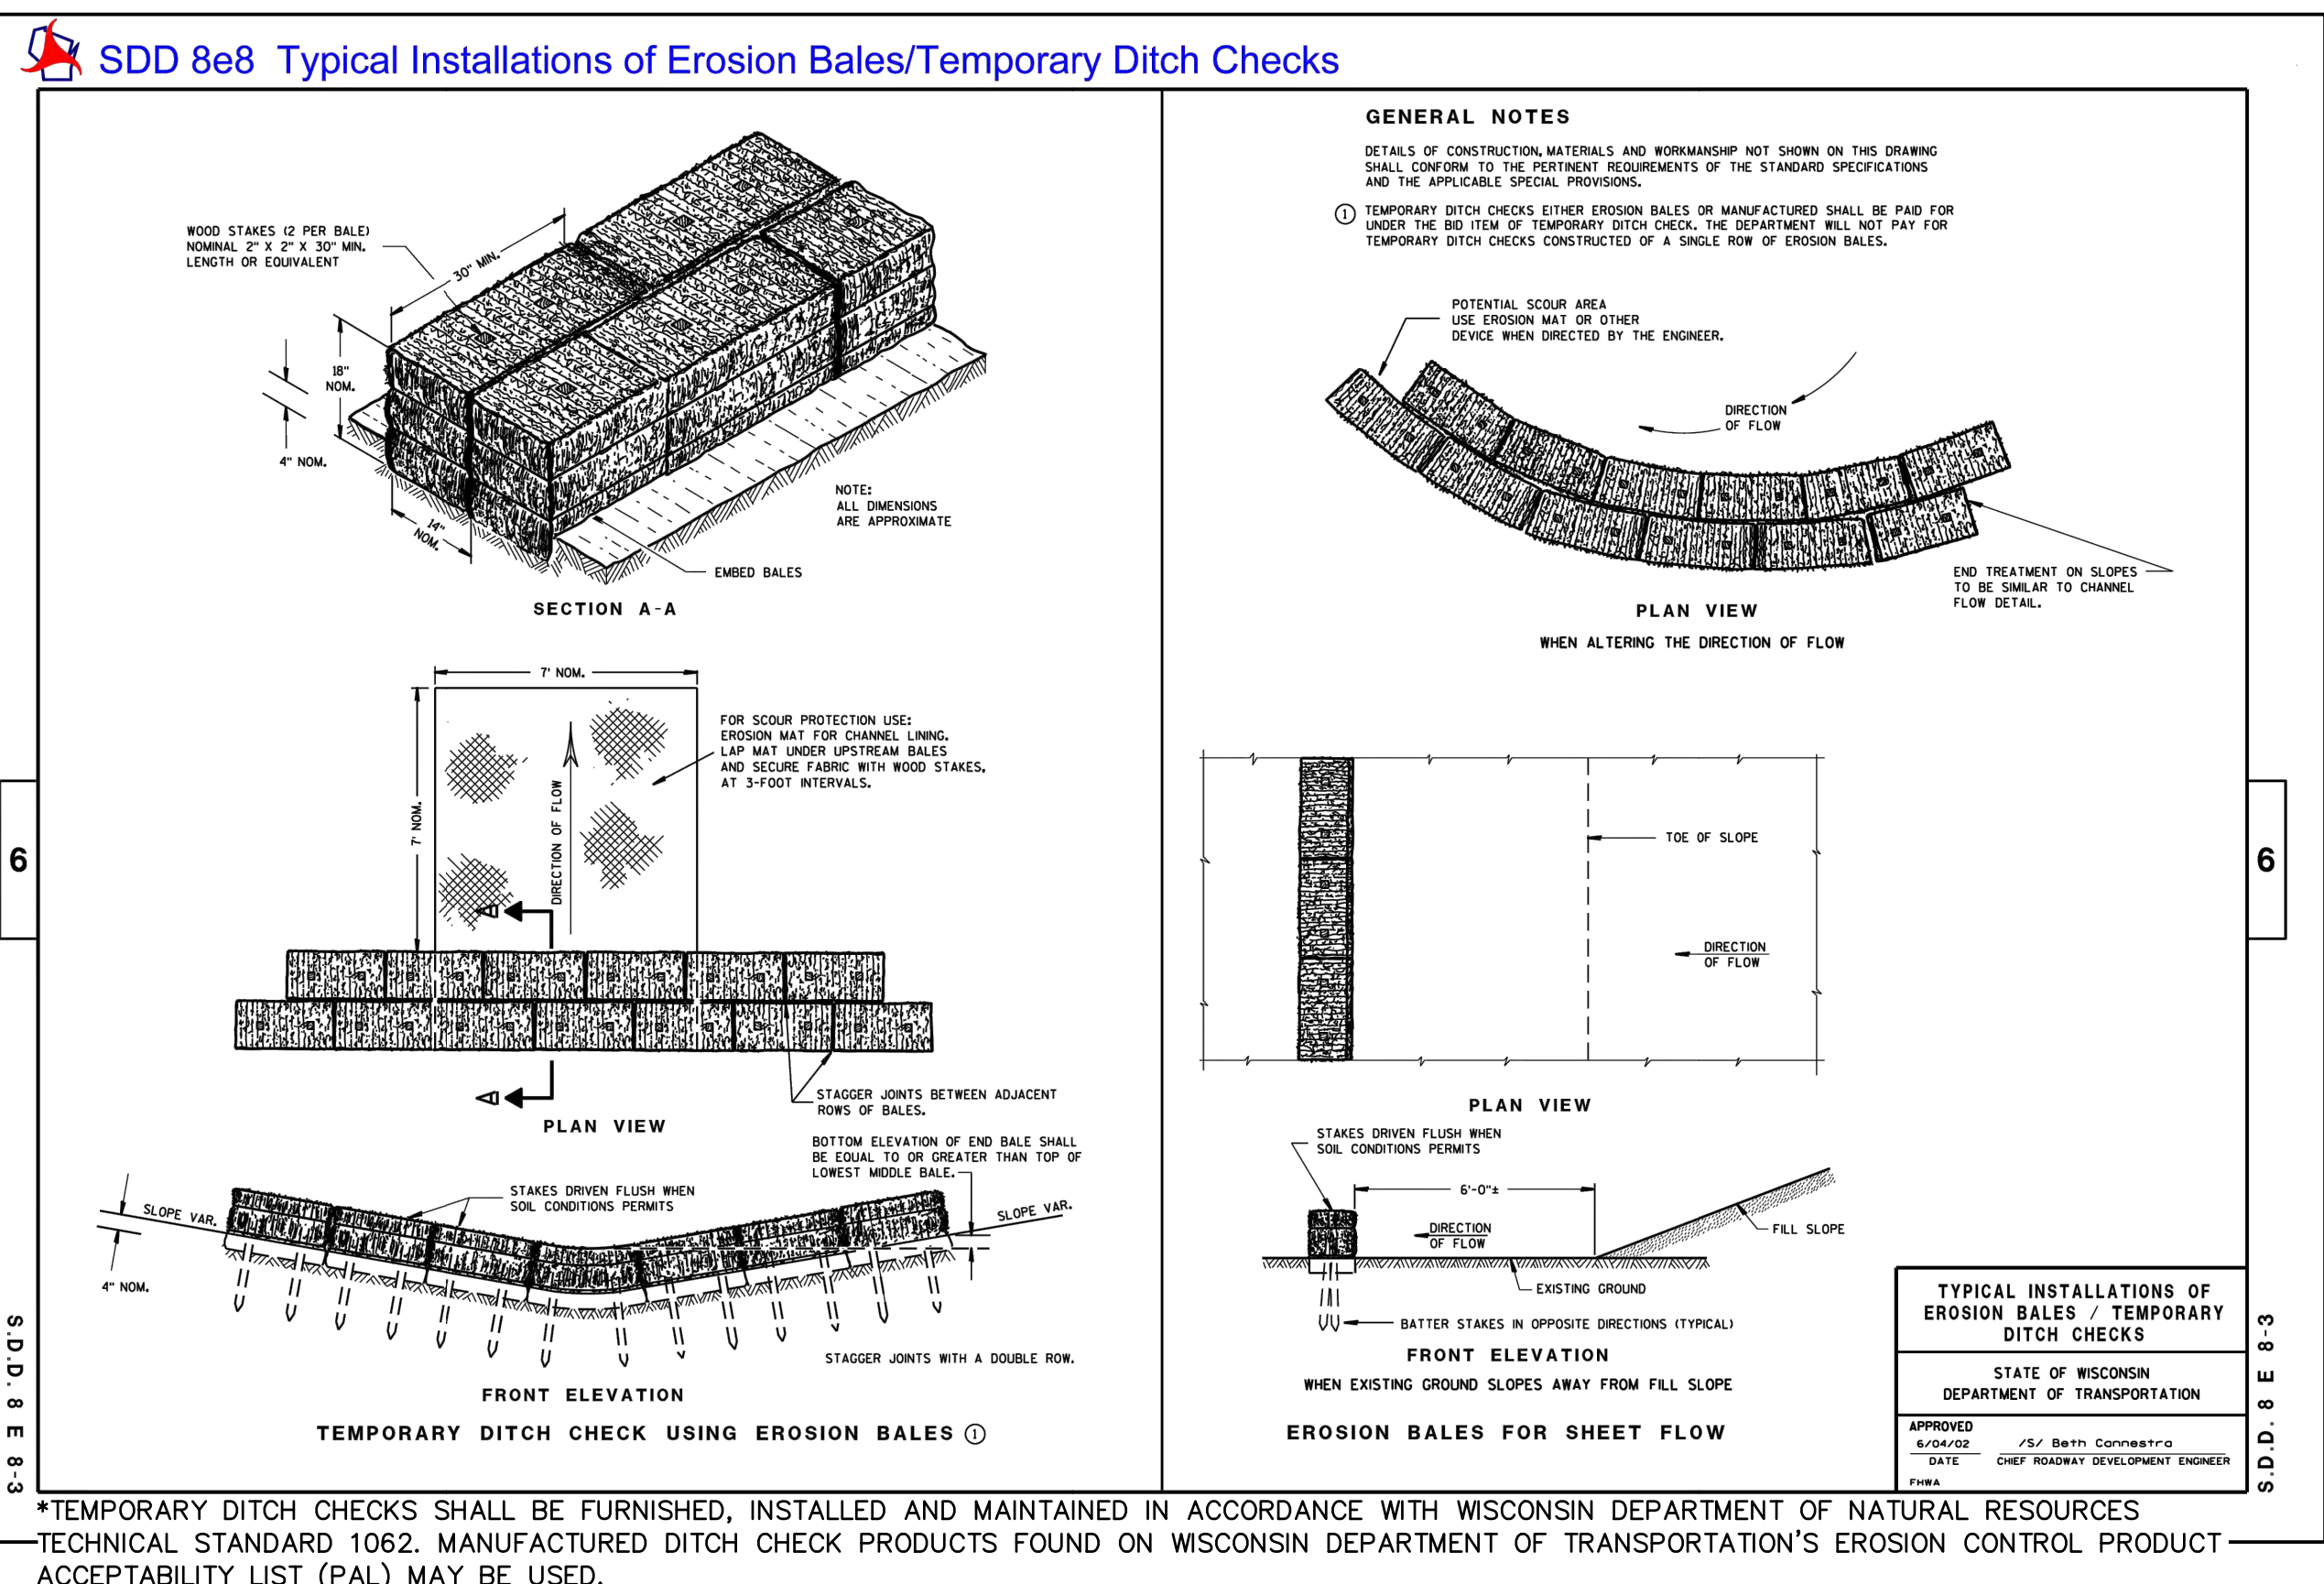 SDD 8e8 Typical Installations of Erosion Bales/Temporary Ditch Checks
WOOD STAKES (2 PER BALE)
NOMINAL 2" X 2" X 30" MIN.
LENGTH OR EQUIVALENT
30" MIN.
18"
NOM.
4" NOM.
14"
NOM.
NOTE:
ALL DIMENSIONS
ARE APPROXIMATE
EMBED BALES
SECTION A-A
7' NOM.
7' NOM.
DIRECTION OF FLOW
FOR SCOUR PROTECTION USE:
EROSION MAT FOR CHANNEL LINING.
LAP MAT UNDER UPSTREAM BALES
AND SECURE FABRIC WITH WOOD STAKES,
AT 3-FOOT INTERVALS.
A
A
STAGGER JOINTS BETWEEN ADJACENT
ROWS OF BALES.
PLAN VIEW
BOTTOM ELEVATION OF END BALE SHALL
BE EQUAL TO OR GREATER THAN TOP OF
LOWEST MIDDLE BALE.
STAKES DRIVEN FLUSH WHEN
SOIL CONDITIONS PERMITS
SLOPE VAR.
SLOPE VAR.
4" NOM.
STAGGER JOINTS WITH A DOUBLE ROW.
FRONT ELEVATION
TEMPORARY DITCH CHECK USING EROSION BALES ①
GENERAL NOTES
DETAILS OF CONSTRUCTION, MATERIALS AND WORKMANSHIP NOT SHOWN ON THIS DRAWING
SHALL CONFORM TO THE PERTINENT REQUIREMENTS OF THE STANDARD SPECIFICATIONS
AND THE APPLICABLE SPECIAL PROVISIONS.
① TEMPORARY DITCH CHECKS EITHER EROSION BALES OR MANUFACTURED SHALL BE PAID FOR
UNDER THE BID ITEM OF TEMPORARY DITCH CHECK. THE DEPARTMENT WILL NOT PAY FOR
TEMPORARY DITCH CHECKS CONSTRUCTED OF A SINGLE ROW OF EROSION BALES.
POTENTIAL SCOUR AREA
USE EROSION MAT OR OTHER
DEVICE WHEN DIRECTED BY THE ENGINEER.
DIRECTION
OF FLOW
END TREATMENT ON SLOPES
TO BE SIMILAR TO CHANNEL
FLOW DETAIL.
PLAN VIEW
WHEN ALTERING THE DIRECTION OF FLOW
TOE OF SLOPE
DIRECTION
OF FLOW
PLAN VIEW
STAKES DRIVEN FLUSH WHEN
SOIL CONDITIONS PERMITS
6'-0"±
DIRECTION
OF FLOW
FILL SLOPE
EXISTING GROUND
BATTER STAKES IN OPPOSITE DIRECTIONS (TYPICAL)
FRONT ELEVATION
WHEN EXISTING GROUND SLOPES AWAY FROM FILL SLOPE
EROSION BALES FOR SHEET FLOW
TYPICAL INSTALLATIONS OF
EROSION BALES / TEMPORARY
DITCH CHECKS
STATE OF WISCONSIN
DEPARTMENT OF TRANSPORTATION
APPROVED
6/04/02 /S/ Beth Cannestra
DATE CHIEF ROADWAY DEVELOPMENT ENGINEER
FHWA
6
6
S.D.D. 8 E 8-3
S.D.D. 8 E 8-3
*TEMPORARY DITCH CHECKS SHALL BE FURNISHED, INSTALLED AND MAINTAINED IN ACCORDANCE WITH WISCONSIN DEPARTMENT OF NATURAL RESOURCES
TECHNICAL STANDARD 1062. MANUFACTURED DITCH CHECK PRODUCTS FOUND ON WISCONSIN DEPARTMENT OF TRANSPORTATION'S EROSION CONTROL PRODUCT
ACCEPTABILITY LIST (PAL) MAY BE USED.